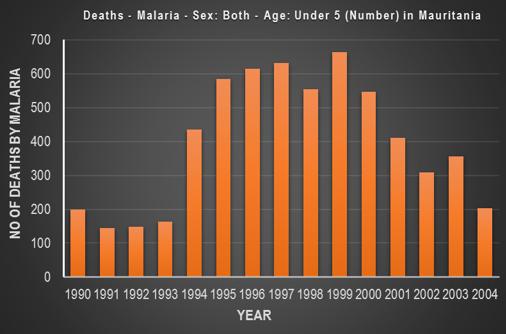 Deaths - Malaria - Sex: Both - Age: Under 5 (Number) in Mauritania
NO OF DEATHS BY MALARIA
700
600
500
400
300
200
100
0
1990 1991 1992 1993 1994 1995 1996 1997 1998 1999 2000 2001 2002 2003 2004
YEAR